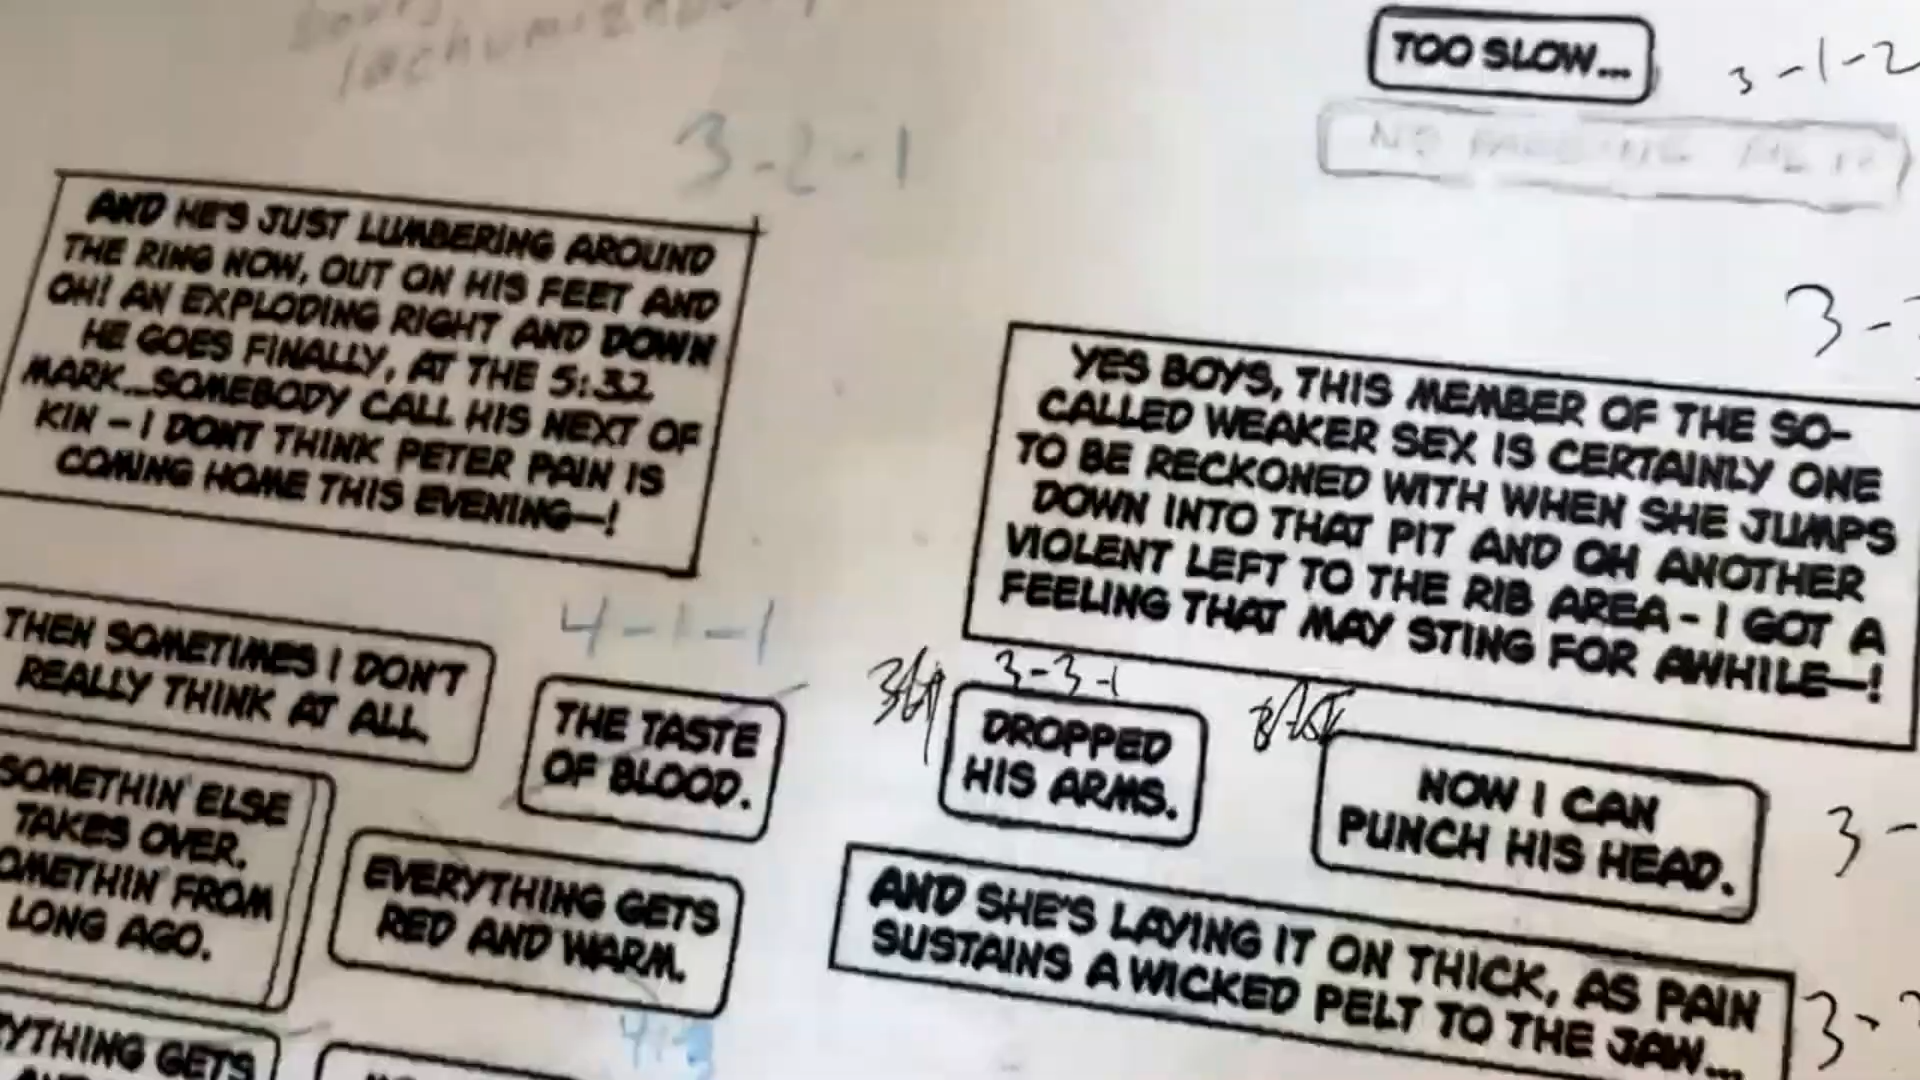 TOO SLOW...
3-1-2
3-2-1
AND HE'S JUST LUMBERING AROUND
THE RING NOW, OUT ON HIS FEET AND
OH! AN EXPLODING RIGHT AND DOWN
HE GOES FINALLY, AT THE 5:32
MARK...SOMEBODY CALL HIS NEXT OF
KIN - I DONT THINK PETER PAIN IS
COMING HOME THIS EVENING—!
YES BOYS, THIS MEMBER OF THE SO-
CALLED WEAKER SEX IS CERTAINLY ONE
TO BE RECKONED WITH WHEN SHE JUMPS
DOWN INTO THAT PIT AND OH ANOTHER
VIOLENT LEFT TO THE RIB AREA - I GOT A
FEELING THAT MAY STING FOR AWHILE—!
THEN SOMETIMES I DON'T
REALLY THINK AT ALL.
4-1-1
THE TASTE
OF BLOOD.
3-3-1
DROPPED
HIS ARMS.
NOW I CAN
PUNCH HIS HEAD.
SOMETHIN' ELSE
TAKES OVER.
OMETHIN' FROM
LONG AGO.
EVERYTHING GETS
RED AND WARM.
AND SHE'S LAYING IT ON THICK, AS PAIN
SUSTAINS A WICKED PELT TO THE JAW...
YTHING GETS